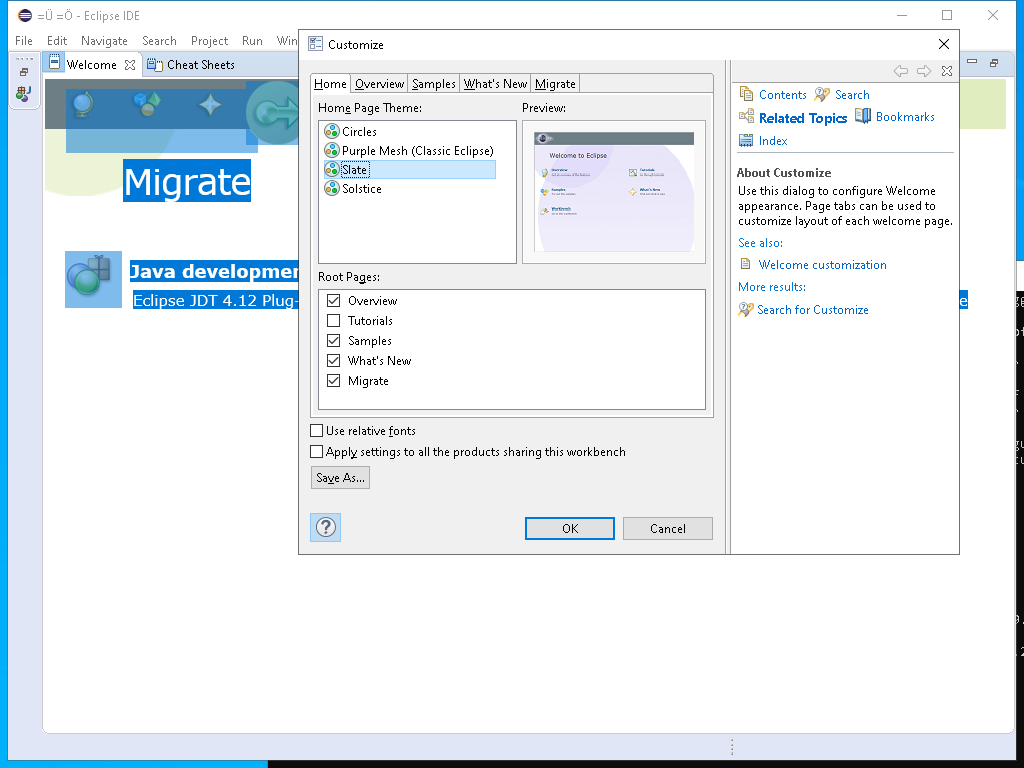 =Ü =Ö - Eclipse IDE
File Edit Navigate Search Project Run Win
Welcome Cheat Sheets
Migrate
Java developmen
Eclipse JDT 4.12 Plug-
e
Customize
Home Overview Samples What's New Migrate
Home Page Theme: Preview:
Circles
Purple Mesh (Classic Eclipse)
Slate
Solstice
Welcome to Eclipse
Overview
Tutorials
Samples
What's New
Workbench
Root Pages:
Overview
Tutorials
Samples
What's New
Migrate
Use relative fonts
Apply settings to all the products sharing this workbench
Save As...
OK Cancel
Contents Search
Related Topics Bookmarks
Index
About Customize
Use this dialog to configure Welcome
appearance. Page tabs can be used to
customize layout of each welcome page.
See also:
Welcome customization
More results:
Search for Customize